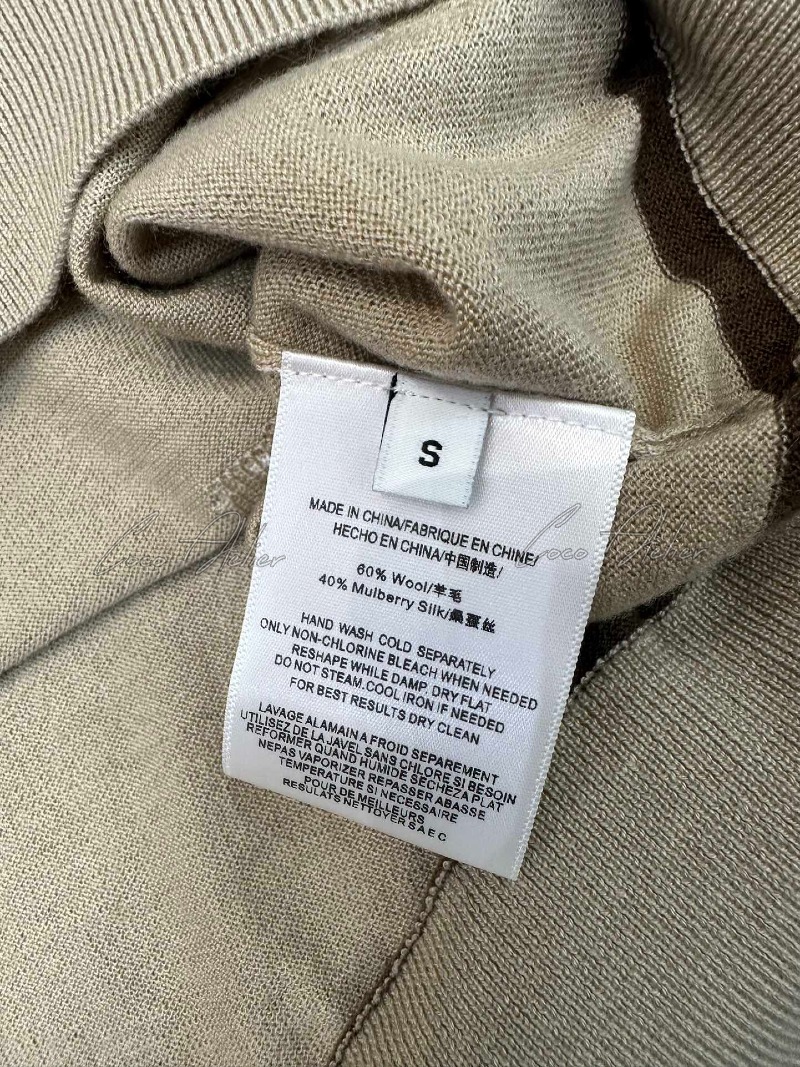 S
MADE IN CHINA/FABRIQUE EN CHINE/
HECHO EN CHINA/中国制造/
60% Wool/羊毛
40% Mulberry Silk/桑蚕丝
HAND WASH COLD SEPARATELY
ONLY NON-CHLORINE BLEACH WHEN NEEDED
RESHAPE WHILE DAMP. DRY FLAT
DO NOT STEAM.COOL IRON IF NEEDED
FOR BEST RESULTS DRY CLEAN
LAVAGE ALAMAIN A FROID SEPAREMENT
UTILISEZ DE LA JAVEL SANS CHLORE SI BESOIN
REFORMER QUAND HUMIDE SECHEZA PLAT
NEPAS VAPORIZER REPASSER ABASSE
TEMPERATURE SI NECESSAIRE
POUR DE MEILLEURS
RESULATS NETTOYER S A E C
Coco Atelier
Coco Atelier